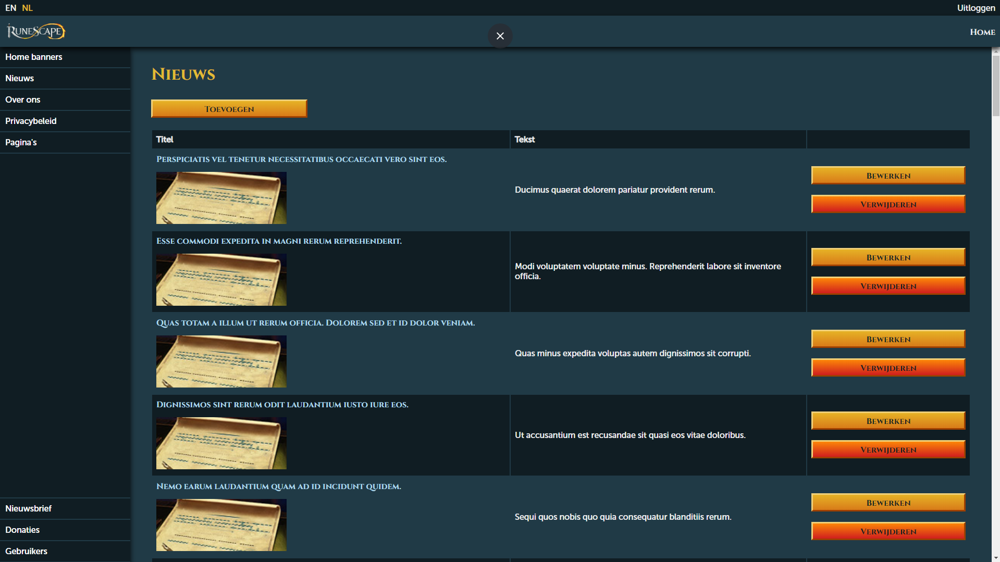 EN NL
Uitloggen
RuneScape
Home
Home banners
Nieuws
Over ons
Privacybeleid
Pagina's
Nieuwsbrief
Donaties
Gebruikers
Nieuws
Toevoegen
Titel Tekst
Perspiciatis vel tenetur necessitatibus occaecati vero sint eos.
Ducimus quaerat dolorem pariatur provident rerum.
Bewerken
Verwijderen
Esse commodi expedita in magni rerum reprehenderit.
Modi voluptatem voluptate minus. Reprehenderit labore sit inventore
officia.
Bewerken
Verwijderen
Quas totam a illum ut rerum officia. Dolorem sed et id dolor veniam.
Quas minus expedita voluptas autem dignissimos sit corrupti.
Bewerken
Verwijderen
Dignissimos sint rerum odit laudantium iusto iure eos.
Ut accusantium est recusandae sit quasi eos vitae doloribus.
Bewerken
Verwijderen
Nemo earum laudantium quam ad id incidunt quidem.
Sequi quos nobis quo quia consequatur blanditiis rerum.
Bewerken
Verwijderen